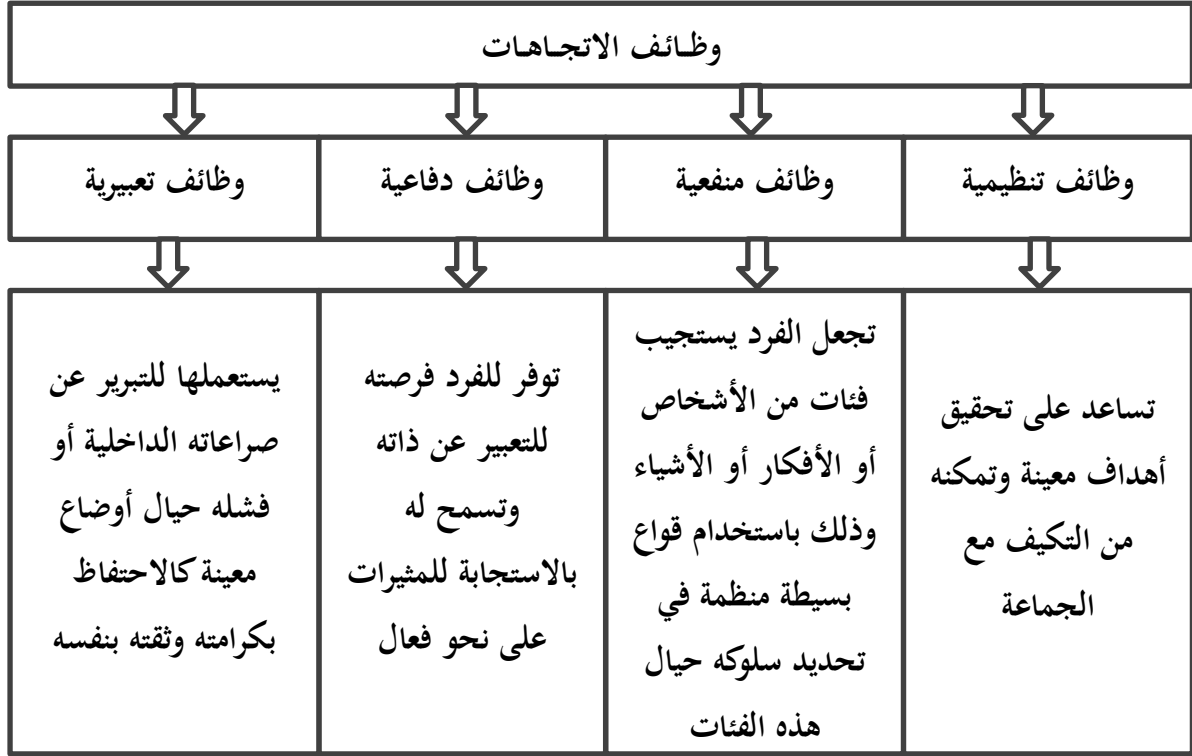 وظائف الاتجاهات
وظائف تنظيمية
وظائف منفعية
وظائف دفاعية
وظائف تعبيرية
تساعد على تحقيق
أهداف معينة وتمكنه
من التكيف مع
الجماعة
تجعل الفرد يستجيب
فئات من الأشخاص
أو الأفكار أو الأشياء
وذلك باستخدام قواع
بسيطة منظمة في
تحديد سلوكه حيال
هذه الفئات
توفر للفرد فرصته
للتعبير عن ذاته
وتسمح له
بالاستجابة للمثيرات
على نحو فعال
يستعملها للتبرير عن
صراعاته الداخلية أو
فشله حيال أوضاع
معينة كالاحتفاظ
بكرامته وثقته بنفسه